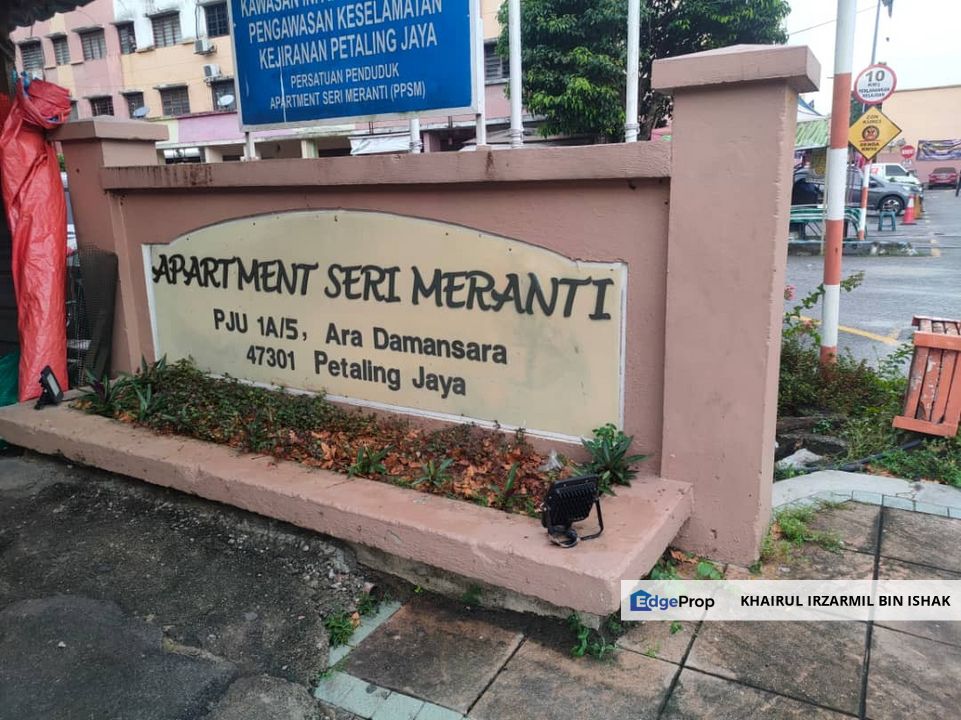 KAWASAN INI
PENGAWASAN KESELAMATAN
KEJIRANAN PETALING JAYA
PERSATUAN PENDUDUK
APARTMENT SERI MERANTI (PPSM)
10
APARTMENT SERI MERANTI
PJU 1A/5, Ara Damansara
47301 Petaling Jaya
EdgeProp
KHAIRUL IRZARMIL BIN ISHAK